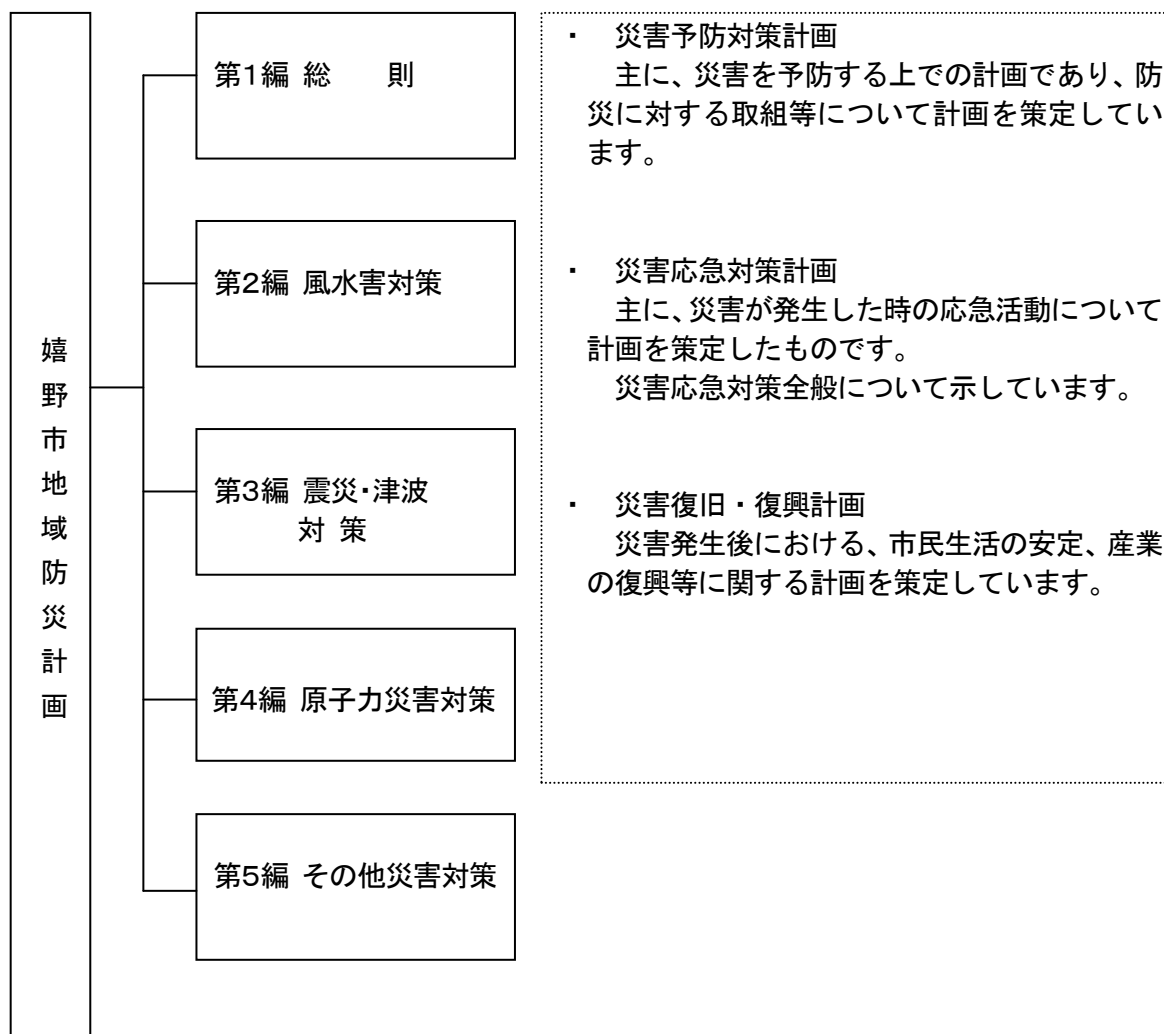 嬉野市地域防災計画
第1編 総　則
第2編 風水害対策
第3編 震災・津波
対 策
第4編 原子力災害対策
第5編 その他災害対策
・ 災害予防対策計画
主に、災害を予防する上での計画であり、防
災に対する取組等について計画を策定してい
ます。
・ 災害応急対策計画
主に、災害が発生した時の応急活動について
計画を策定したものです。
災害応急対策全般について示しています。
・ 災害復旧・復興計画
災害発生後における、市民生活の安定、産業
の復興等に関する計画を策定しています。